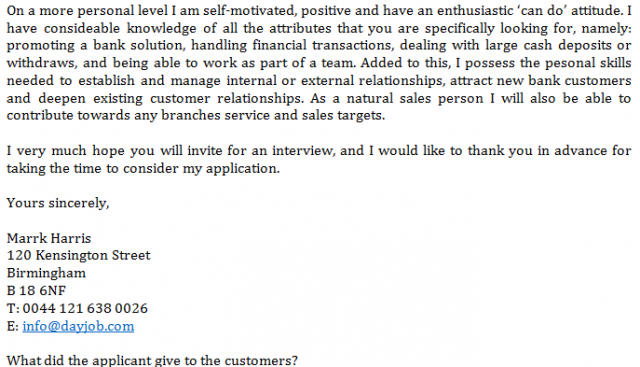 On a more personal level I am self-motivated, positive and have an enthusiastic ‘can do’ attitude. I
have consideable knowledge of all the attributes that you are specifically looking for, namely:
promoting a bank solution, handling financial transactions, dealing with large cash deposits or
withdraws, and being able to work as part of a team. Added to this, I possess the pesonal skills
needed to establish and manage internal or external relationships, attract new bank customers
and deepen existing customer relationships. As a natural sales person I will also be able to
contribute towards any branches service and sales targets.
I very much hope you will invite for an interview, and I would like to thank you in advance for
taking the time to consider my application.
Yours sincerely,
Marrk Harris
120 Kensington Street
Birmingham
B 18 6NF
T: 0044 121 638 0026
E: info@dayjob.com
What did the applicant give to the customers?